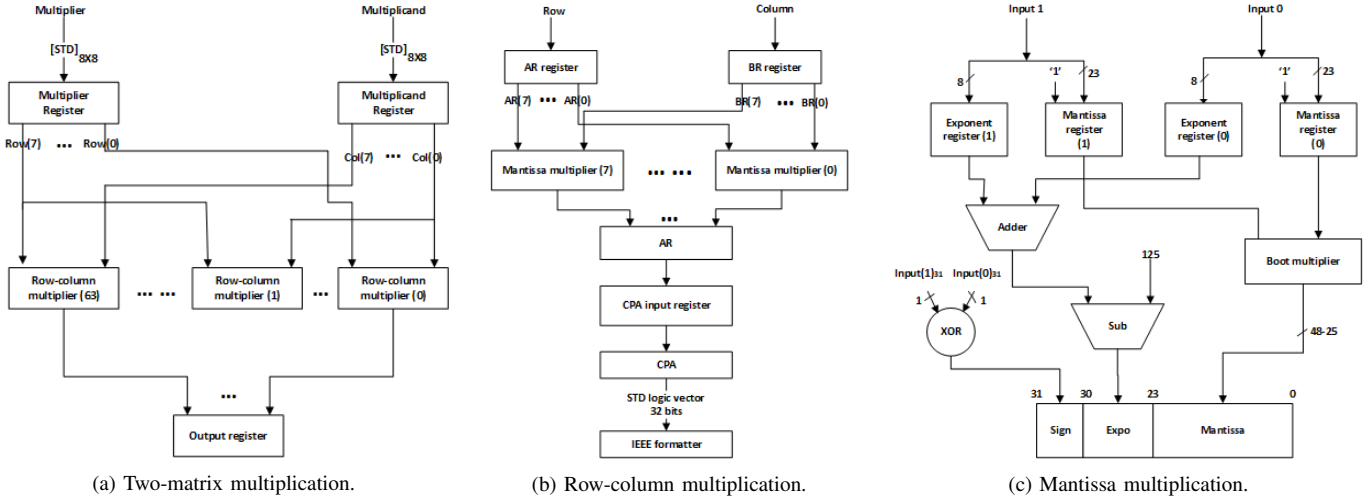 Multiplier
Multiplicand
[STD]8X8
[STD]8X8
Multiplier
Register
Multiplicand
Register
Row(7) ... Row(0)
Col(7) ... Col(0)
Row-column
multiplier (63)
... ...
Row-column
multiplier (1)
...
Row-column
multiplier (0)
...
Output register
(a) Two-matrix multiplication.
Row
Column
AR register
BR register
AR(7) ... AR(0)
BR(7) ... BR(0)
Mantissa multiplier (7)
... ...
Mantissa multiplier (0)
...
AR
CPA input register
CPA
STD logic vector
32 bits
IEEE formatter
(b) Row-column multiplication.
Input 1
Input 0
8
'1'
23
8
'1'
23
Exponent
register (1)
Mantissa
register
(1)
Exponent
register (0)
Mantissa
register
(0)
Adder
Boot multiplier
Input(1)31
Input(0)31
125
1
1
XOR
Sub
48-25
31
30
23
0
Sign
Expo
Mantissa
(c) Mantissa multiplication.